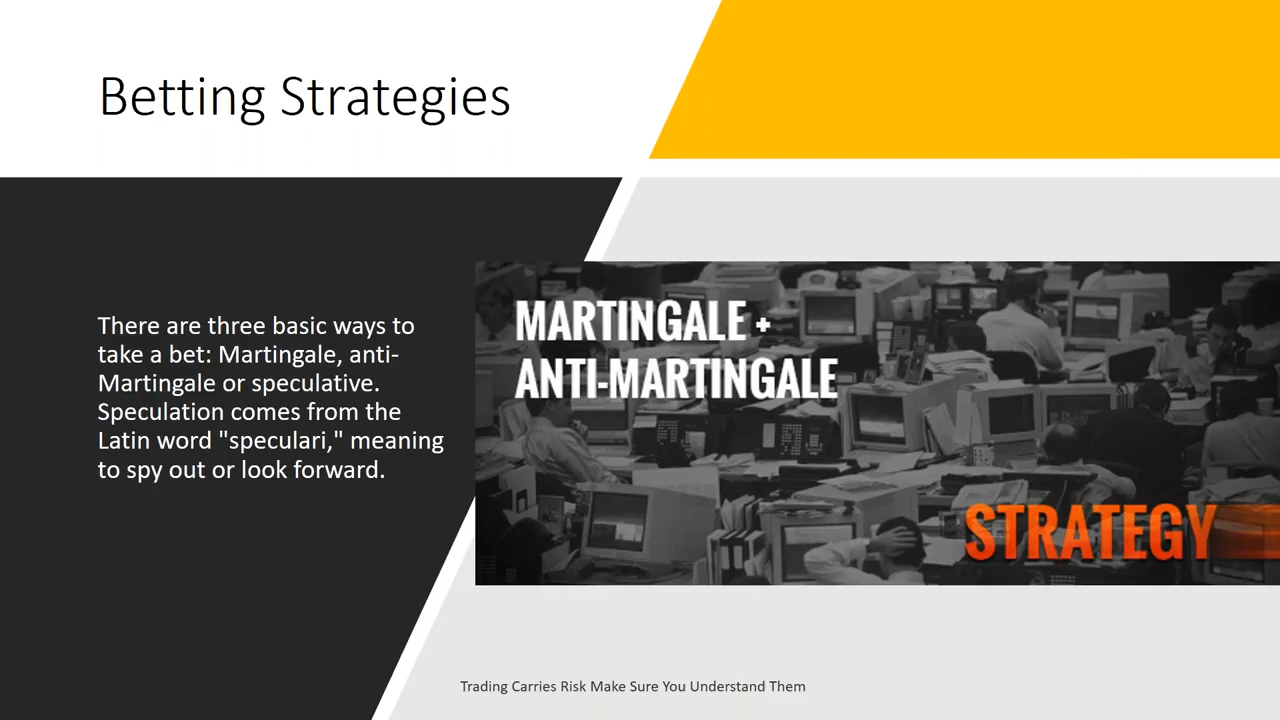 Betting Strategies
There are three basic ways to
take a bet: Martingale, anti-
Martingale or speculative.
Speculation comes from the
Latin word "speculari," meaning
to spy out or look forward.
MARTINGALE +
ANTI-MARTINGALE
STRATEGY
Trading Carries Risk Make Sure You Understand Them